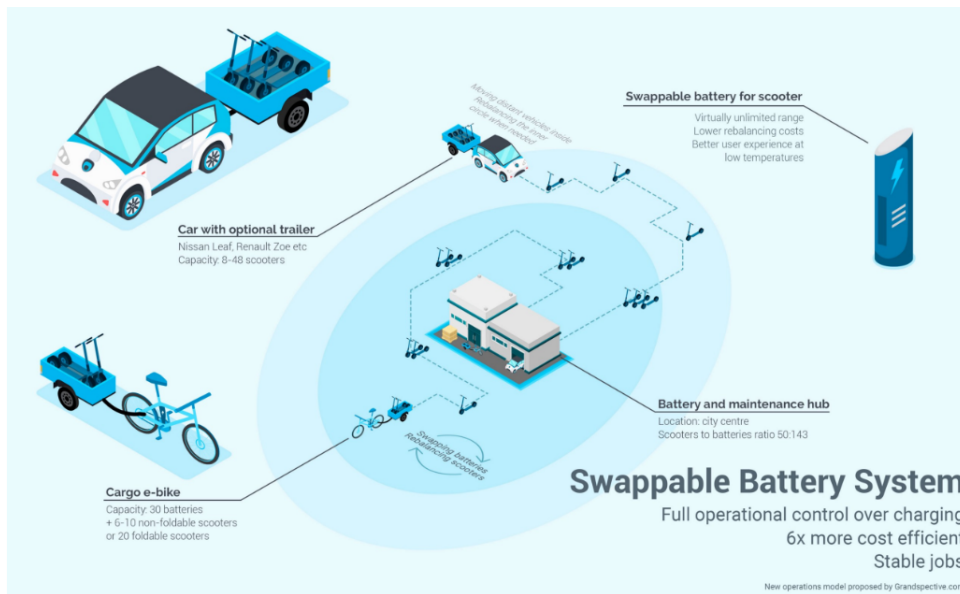 Moving distant vehicles inside
Rebalancing the inner
circle when needed
Swappable battery for scooter
Virtually unlimited range
Lower rebalancing costs
Better user experience at
low temperatures
Car with optional trailer
Nissan Leaf, Renault Zoe etc
Capacity: 8-48 scooters
Battery and maintenance hub
Location: city centre
Scooters to batteries ratio 50:143
Swapping batteries
Rebalancing scooters
Cargo e-bike
Capacity: 30 batteries
+ 6-10 non-foldable scooters
or 20 foldable scooters
Swappable Battery System
Full operational control over charging
6x more cost efficient
Stable jobs
New operations model proposed by Grandspective.com